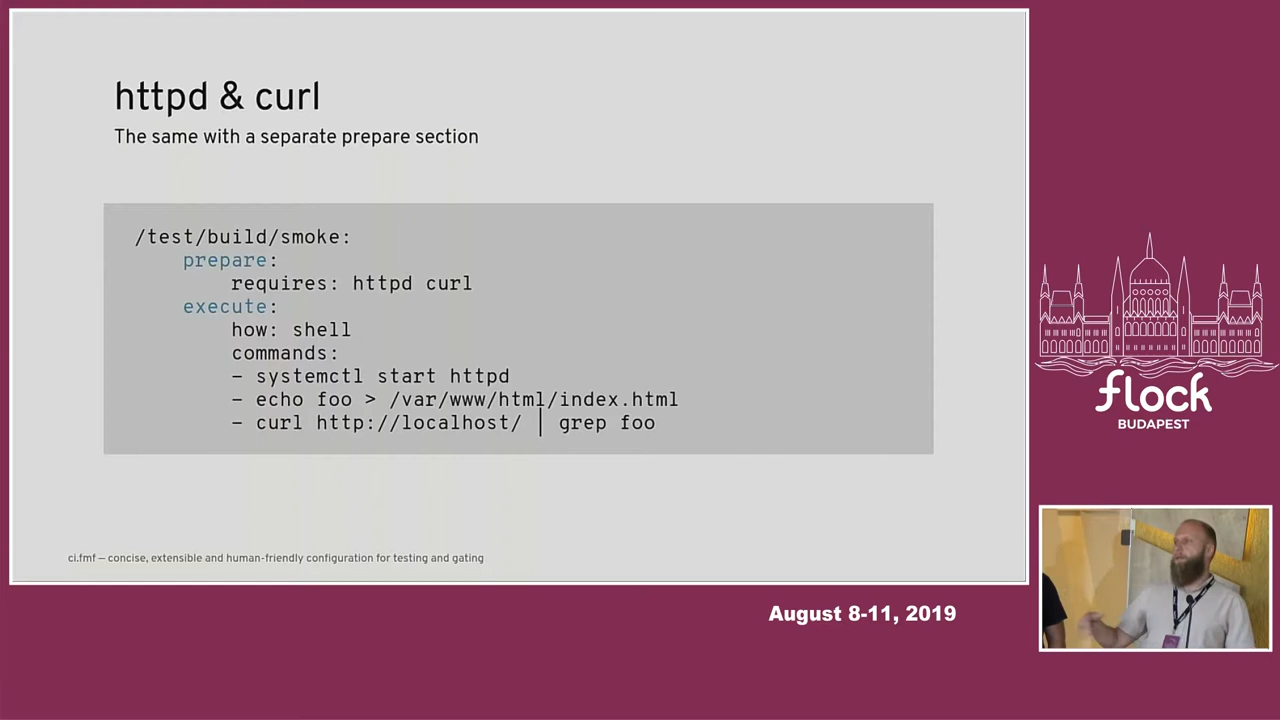 httpd & curl
The same with a separate prepare section
/test/build/smoke:
    prepare:
        requires: httpd curl
    execute:
        how: shell
        commands:
        - systemctl start httpd
        - echo foo > /var/www/html/index.html
        - curl http://localhost/ | grep foo
ci.fmf – concise, extensible and human-friendly configuration for testing and gating
flock
BUDAPEST
August 8-11, 2019